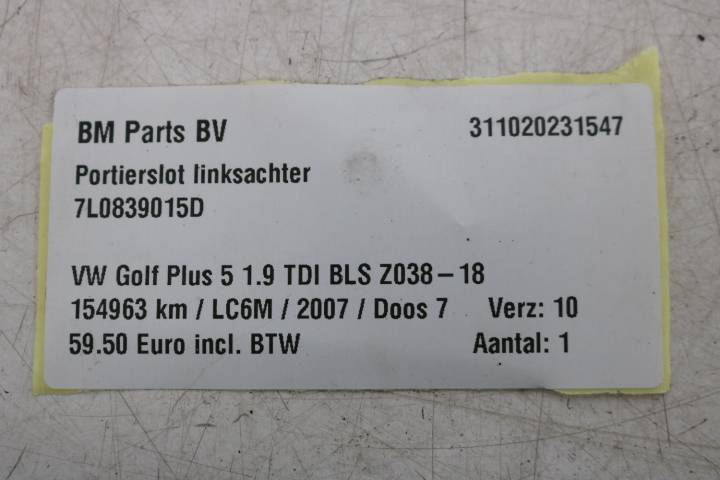 BM Parts BV 311020231547
Portierslot linksachter
7L0839015D
VW Golf Plus 5 1.9 TDI BLS Z038-18
154963 km / LC6M / 2007 / Doos 7 Verz: 10
59.50 Euro incl. BTW Aantal: 1